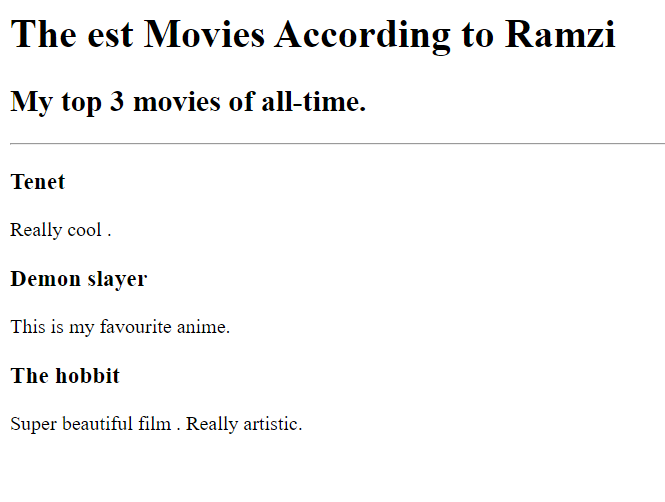 The est Movies According to Ramzi
My top 3 movies of all-time.
Tenet
Really cool .
Demon slayer
This is my favourite anime.
The hobbit
Super beautiful film . Really artistic.